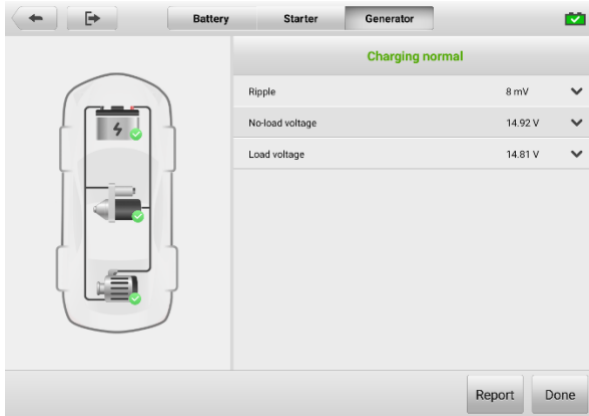 Battery Starter Generator
Charging normal
Ripple 8 mV
No-load voltage 14.92 V
Load voltage 14.81 V
Report Done